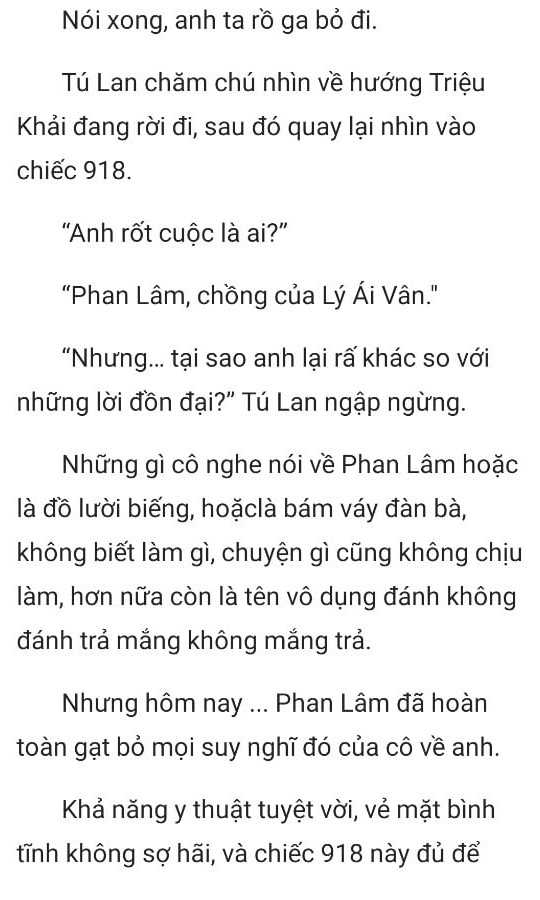 Nói xong, anh ta rồ ga bỏ đi.
Tú Lan chăm chú nhìn về hướng Triệu
Khải đang rời đi, sau đó quay lại nhìn vào
chiếc 918.
“Anh rốt cuộc là ai?”
“Phan Lâm, chồng của Lý Ái Vân."
“Nhưng... tại sao anh lại rấ khác so với
những lời đồn đại?” Tú Lan ngập ngừng.
Những gì cô nghe nói về Phan Lâm hoặc
là đồ lười biếng, hoặclà bám váy đàn bà,
không biết làm gì, chuyện gì cũng không chịu
làm, hơn nữa còn là tên vô dụng đánh không
đánh trả mắng không mắng trả.
Nhưng hôm nay ... Phan Lâm đã hoàn
toàn gạt bỏ mọi suy nghĩ đó của cô về anh.
Khả năng y thuật tuyệt vời, vẻ mặt bình
tĩnh không sợ hãi, và chiếc 918 này đủ để